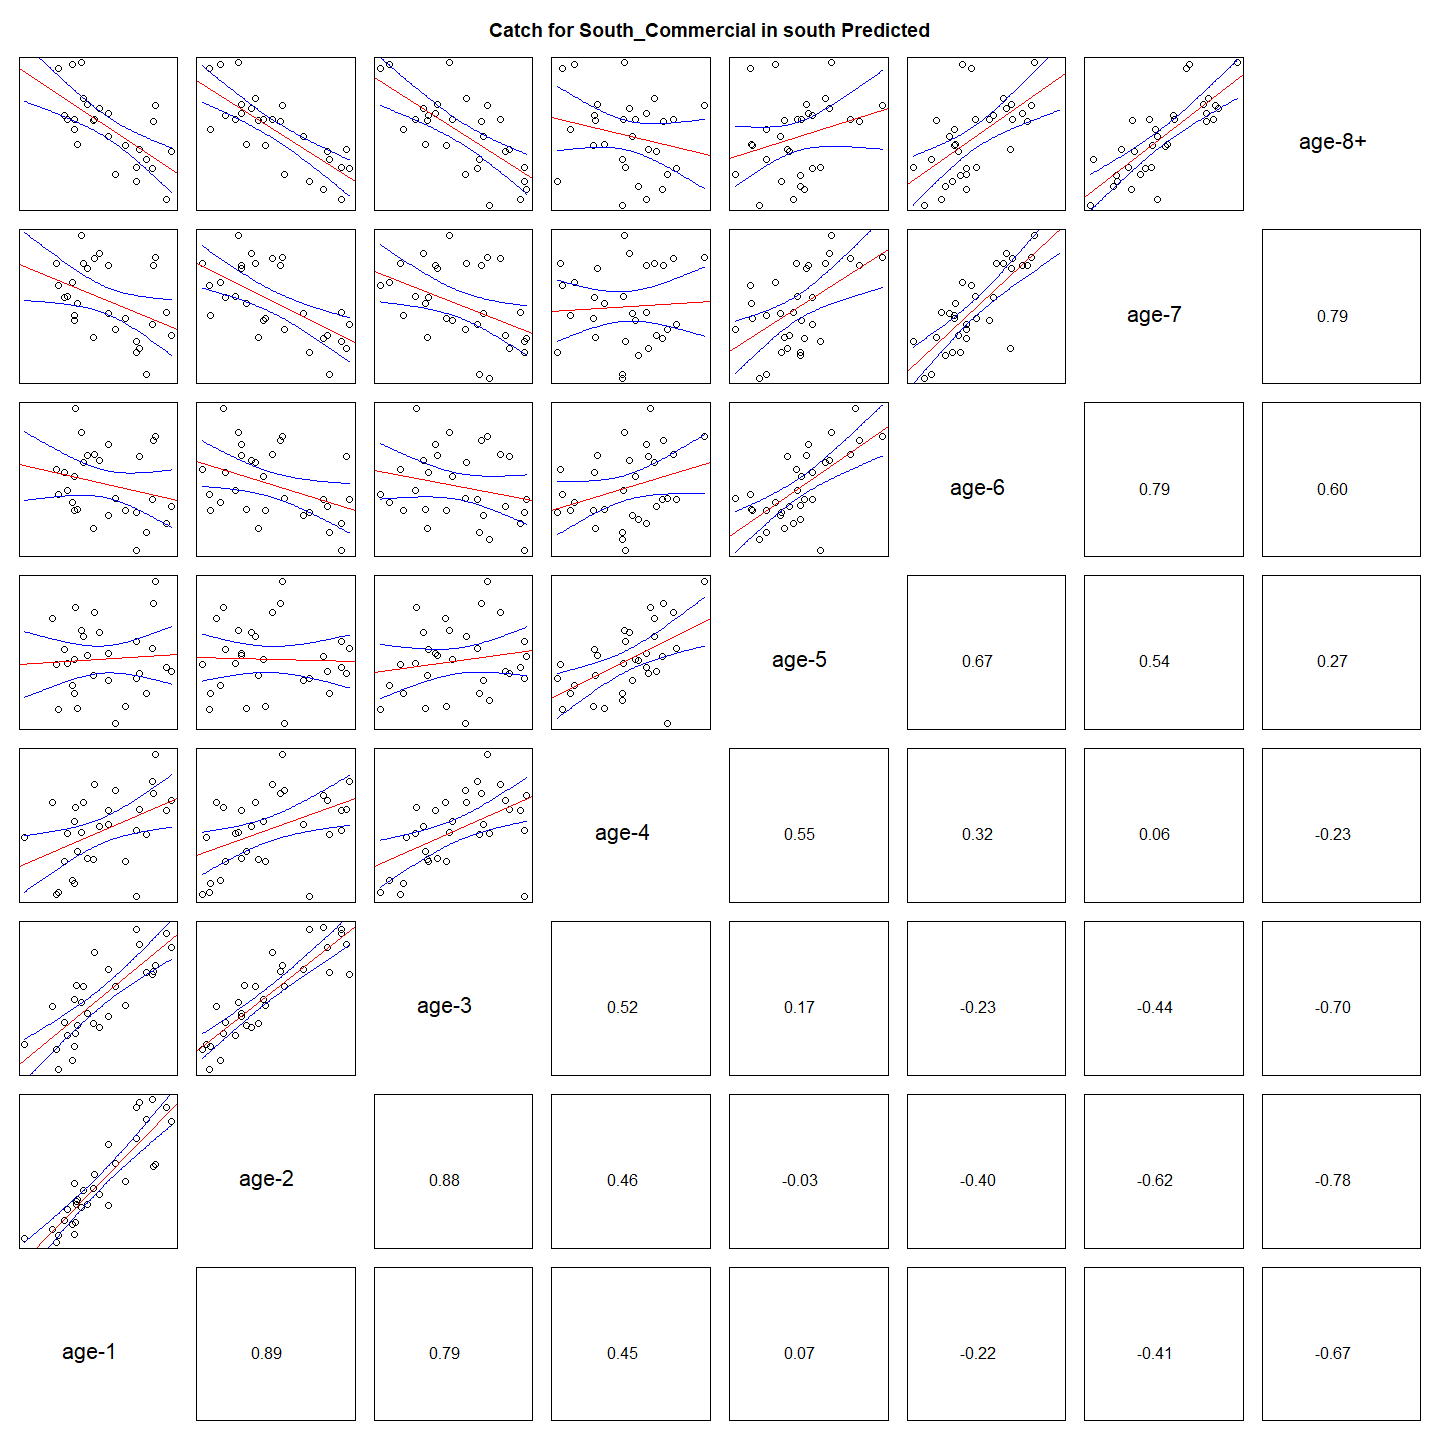 Catch for South_Commercial in south Predicted
age-8+
age-7 0.79
age-6 0.79 0.60
age-5 0.67 0.54 0.27
age-4 0.55 0.32 0.06 -0.23
age-3 0.52 0.17 -0.23 -0.44 -0.70
age-2 0.88 0.46 -0.03 -0.40 -0.62 -0.78
age-1 0.89 0.79 0.45 0.07 -0.22 -0.41 -0.67